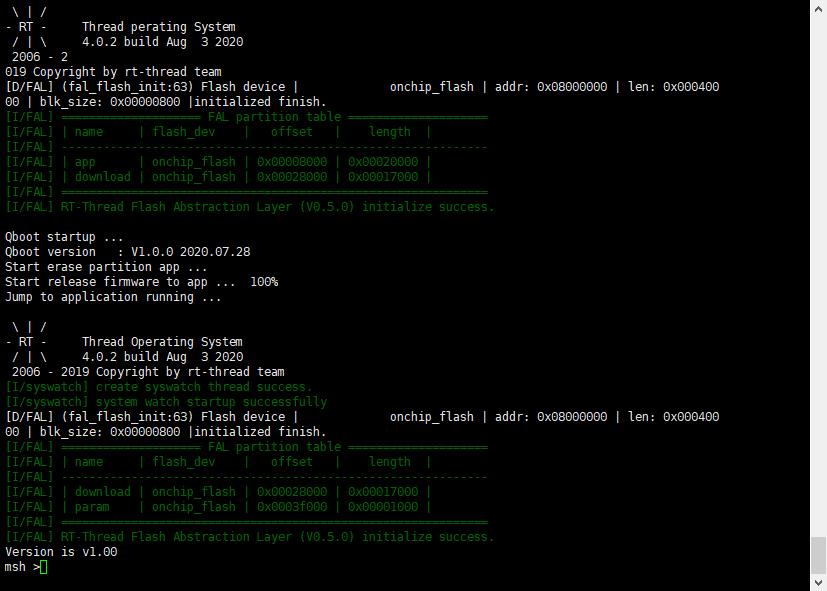 \ | /
- RT -     Thread perating System
 / | \     4.0.2 build Aug  3 2020
 2006 - 2
019 Copyright by rt-thread team
[D/FAL] (fal_flash_init:63) Flash device |             onchip_flash | addr: 0x08000000 | len: 0x000400
00 | blk_size: 0x00000800 |initialized finish.
[I/FAL] ==================== FAL partition table ====================
[I/FAL] | name     | flash_dev    |   offset   |    length  |
[I/FAL] -------------------------------------------------------------
[I/FAL] | app      | onchip_flash | 0x00008000 | 0x00020000 |
[I/FAL] | download | onchip_flash | 0x00028000 | 0x00017000 |
[I/FAL] =============================================================
[I/FAL] RT-Thread Flash Abstraction Layer (V0.5.0) initialize success.

Qboot startup ...
Qboot version   : V1.0.0 2020.07.28
Start erase partition app ...
Start release firmware to app ...  100%
Jump to application running ...

 \ | /
- RT -     Thread Operating System
 / | \     4.0.2 build Aug  3 2020
 2006 - 2019 Copyright by rt-thread team
[I/syswatch] create syswatch thread success.
[I/syswatch] system watch startup successfully
[D/FAL] (fal_flash_init:63) Flash device |             onchip_flash | addr: 0x08000000 | len: 0x000400
00 | blk_size: 0x00000800 |initialized finish.
[I/FAL] ==================== FAL partition table ====================
[I/FAL] | name     | flash_dev    |   offset   |    length  |
[I/FAL] -------------------------------------------------------------
[I/FAL] | download | onchip_flash | 0x00028000 | 0x00017000 |
[I/FAL] | param    | onchip_flash | 0x0003f000 | 0x00001000 |
[I/FAL] =============================================================
[I/FAL] RT-Thread Flash Abstraction Layer (V0.5.0) initialize success.
Version is v1.00
msh >